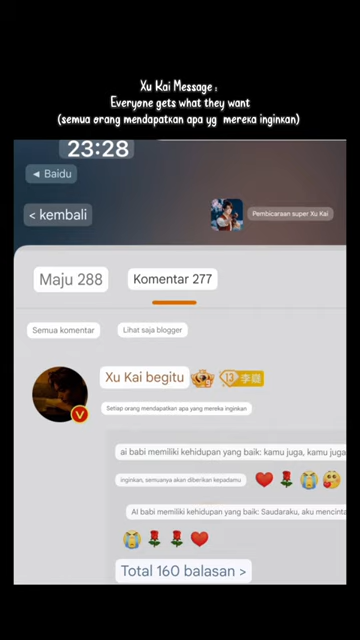 Xu Kai Message :
Everyone gets what they want
(semua orang mendapatkan apa yg mereka inginkan)
23:28
◄ Baidu
< kembali
Pembicaraan super Xu Kai
Maju 288
Komentar 277
Semua komentar
Lihat saja blogger
Xu Kai begitu
13
Setiap orang mendapatkan apa yang mereka inginkan
ai babi memiliki kehidupan yang baik: kamu juga, kamu juga
inginkan, semuanya akan diberikan kepadamu
AI babi memiliki kehidupan yang baik: Saudaraku, aku mencinta
Total 160 balasan >